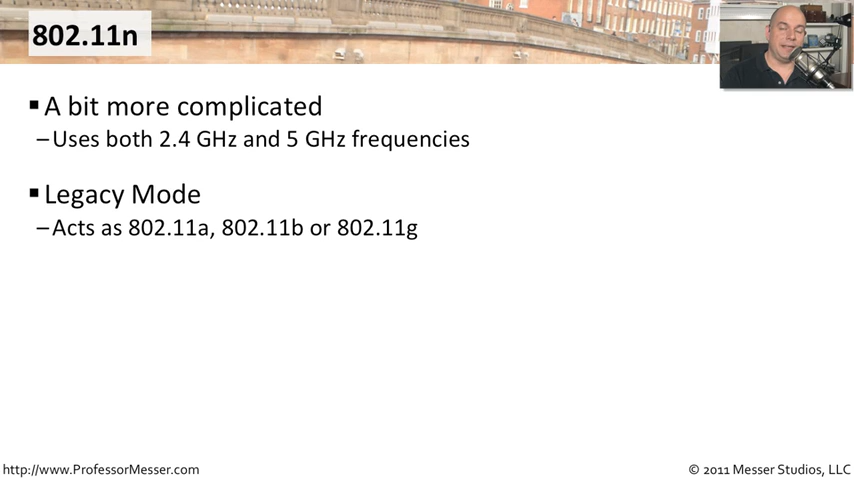 802.11n
▪ A bit more complicated
–Uses both 2.4 GHz and 5 GHz frequencies
▪ Legacy Mode
–Acts as 802.11a, 802.11b or 802.11g
http://www.ProfessorMesser.com
© 2011 Messer Studios, LLC